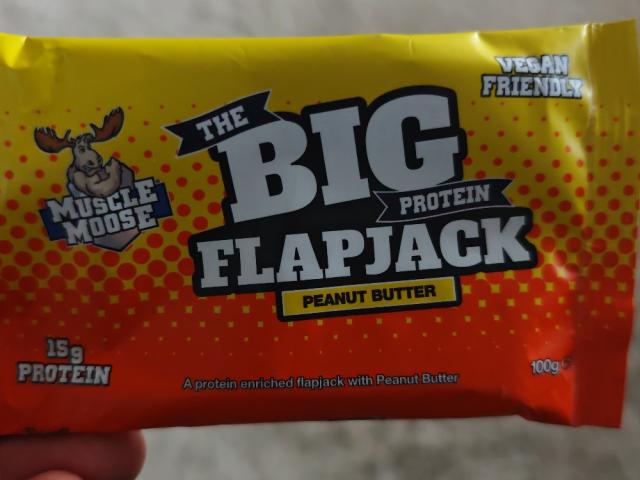 VEGAN
FRIENDLY
THE
BIG
PROTEIN
FLAPJACK
PEANUT BUTTER
MUSCLE
MOOSE
15g
PROTEIN
A protein enriched flapjack with Peanut Butter
100g